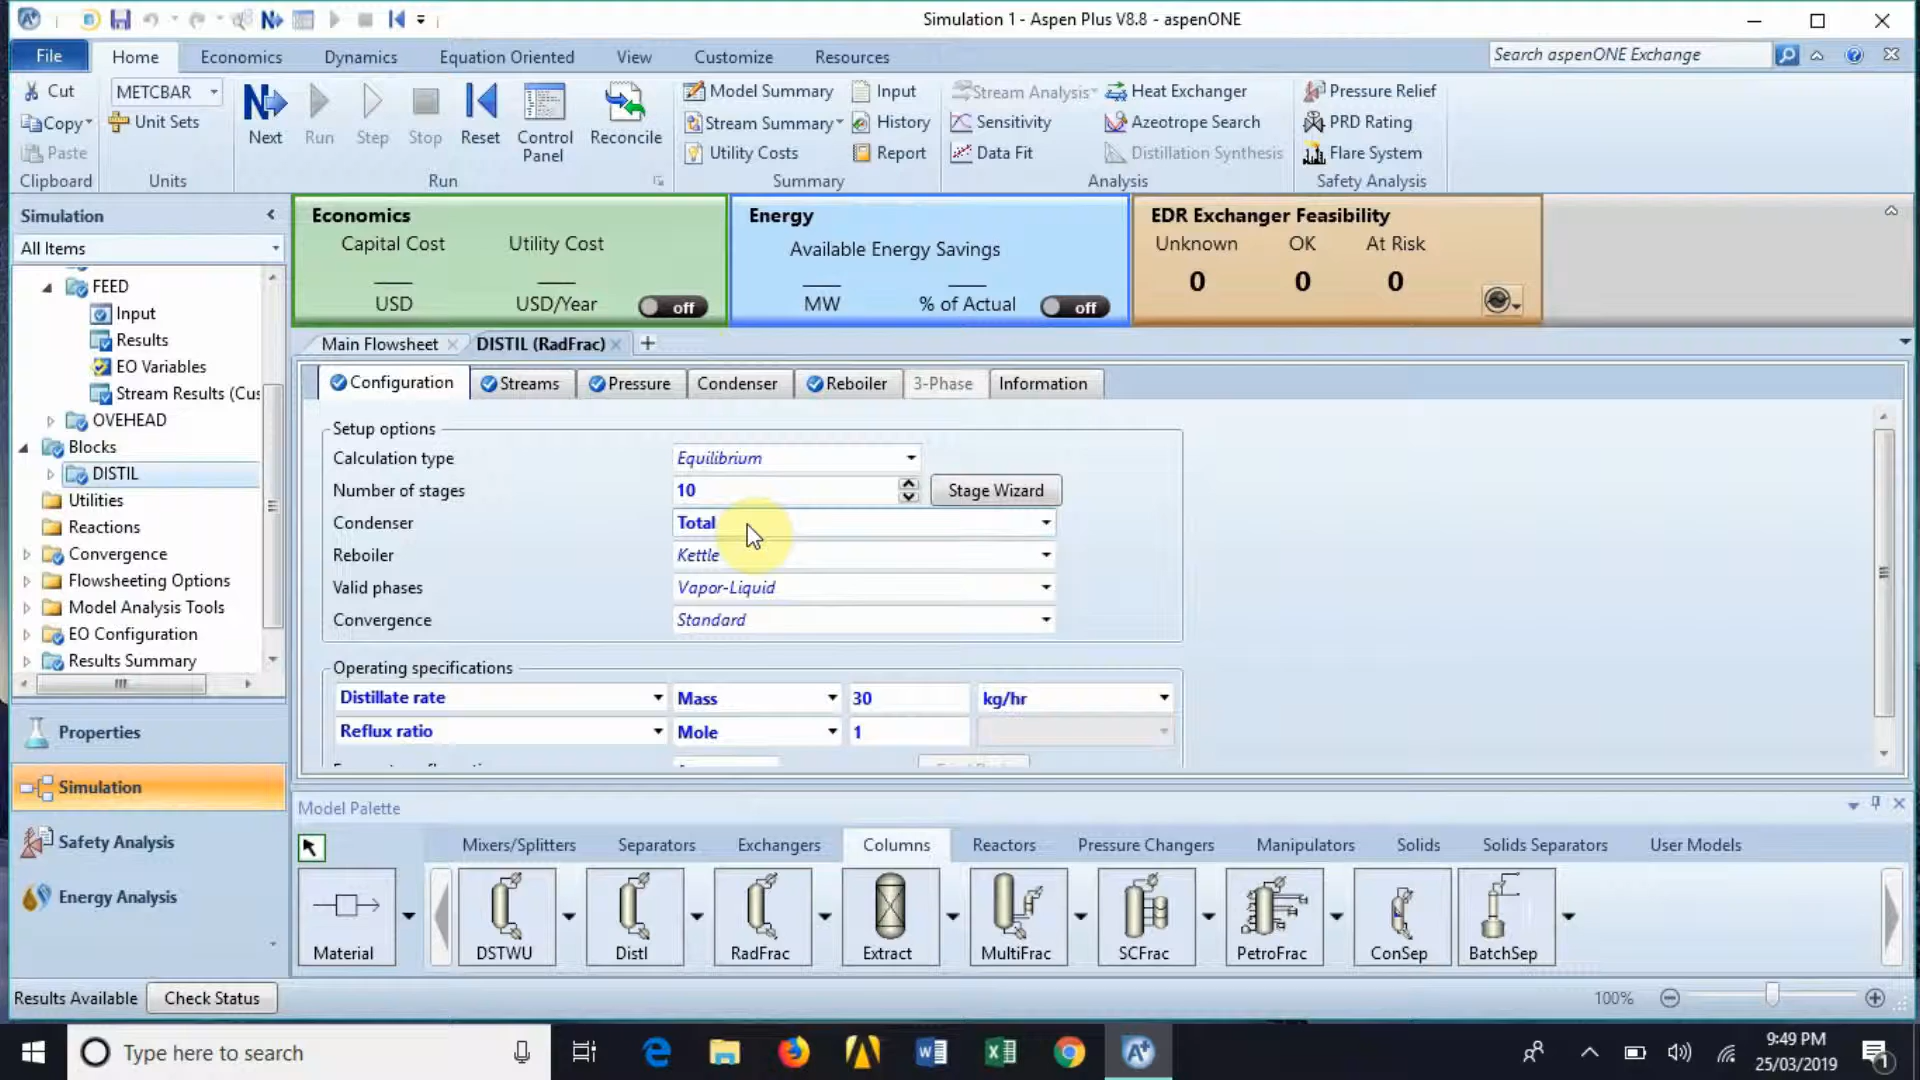 Simulation 1 - Aspen Plus V8.8 - aspenONE
File Home Economics Dynamics Equation Oriented View Customize Resources Search aspenONE Exchange
Cut
Copy
Paste
Clipboard
METCBAR
Unit Sets
Units
Next
Run
Step
Stop
Reset
Control
Panel
Reconcile
Run
Model Summary
Stream Summary
Utility Costs
Input
History
Report
Summary
Stream Analysis
Sensitivity
Data Fit
Heat Exchanger
Azeotrope Search
Distillation Synthesis
Analysis
Pressure Relief
PRD Rating
Flare System
Safety Analysis
Simulation
All Items
FEED
Input
Results
EO Variables
Stream Results (Cus
OVEHEAD
Blocks
DISTIL
Utilities
Reactions
Convergence
Flowsheeting Options
Model Analysis Tools
EO Configuration
Results Summary
Properties
Simulation
Safety Analysis
Energy Analysis
Economics
Capital Cost Utility Cost
USD USD/Year off
Energy
Available Energy Savings
MW % of Actual off
EDR Exchanger Feasibility
Unknown OK At Risk
0 0 0
Main Flowsheet DISTIL (RadFrac)
Configuration Streams Pressure Condenser Reboiler 3-Phase Information
Setup options
Calculation type Equilibrium
Number of stages 10 Stage Wizard
Condenser Total
Reboiler Kettle
Valid phases Vapor-Liquid
Convergence Standard
Operating specifications
Distillate rate Mass 30 kg/hr
Reflux ratio Mole 1
Model Palette
Mixers/Splitters Separators Exchangers Columns Reactors Pressure Changers Manipulators Solids Solids Separators User Models
Material DSTWU Distl RadFrac Extract MultiFrac SCFrac PetroFrac ConSep BatchSep
Results Available Check Status 100%
Type here to search
9:49 PM
25/03/2019
1